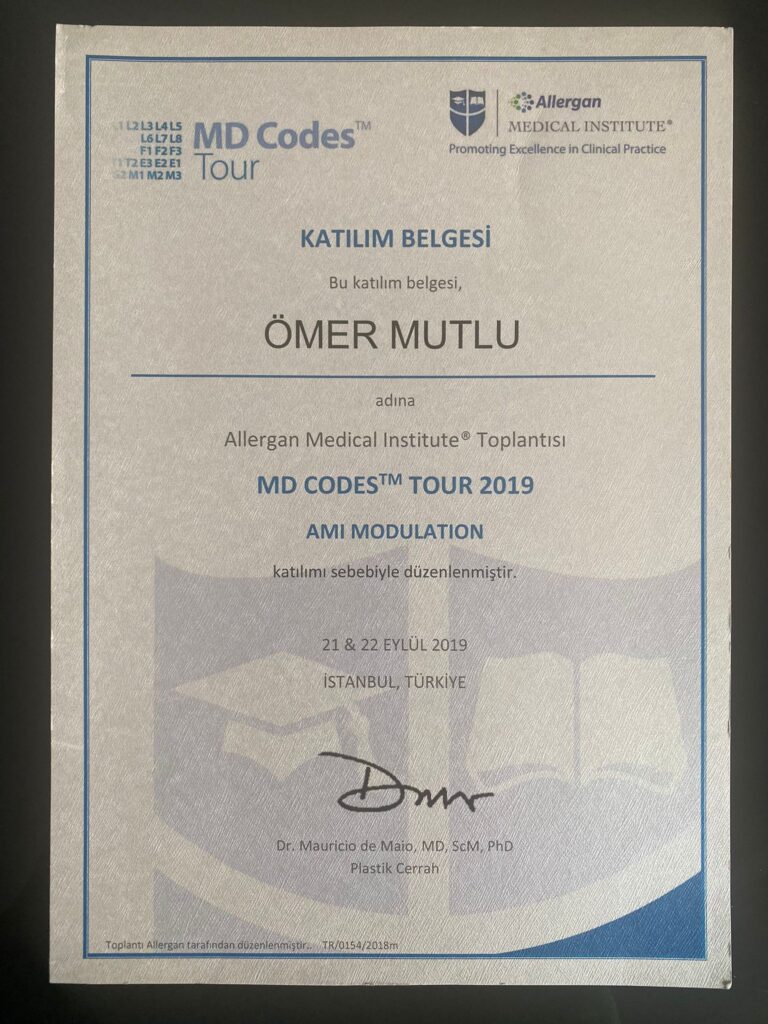 L2 L3 L4 L5
L6 L7 L8
F1 F2 F3
T2 E3 E2 E1
M1 M2 M3
MD Codes™
Tour
Allergan
MEDICAL INSTITUTE®
Promoting Excellence in Clinical Practice
KATILIM BELGESİ
Bu katılım belgesi,
ÖMER MUTLU
adına
Allergan Medical Institute® Toplantısı
MD CODES™ TOUR 2019
AMI MODULATION
katılımı sebebiyle düzenlenmiştir.
21 & 22 EYLÜL 2019
İSTANBUL, TÜRKİYE
Dr. Mauricio de Maio, MD, ScM, PhD
Plastik Cerrah
Toplantı Allergan tarafından düzenlenmiştir.. TR/0154/2018m